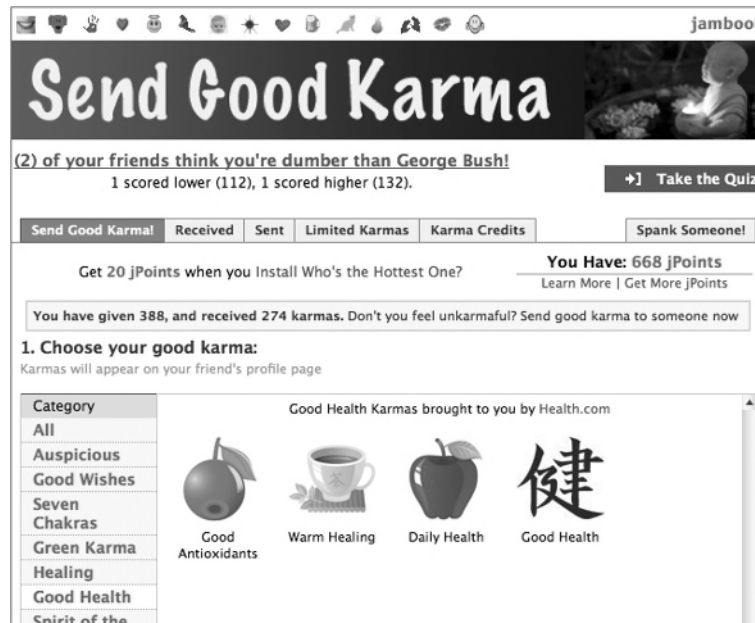 jamboo
Send Good Karma
(2) of your friends think you're dumber than George Bush!
1 scored lower (112), 1 scored higher (132).
Take the Quiz
Send Good Karma! Received Sent Limited Karmas Karma Credits Spank Someone!
Get 20 jPoints when you Install Who's the Hottest One?
You Have: 668 jPoints
Learn More | Get More jPoints
You have given 388, and received 274 karmas. Don't you feel unkarmaful? Send good karma to someone now
1. Choose your good karma:
Karmas will appear on your friend's profile page
Category
All
Auspicious
Good Wishes
Seven
Chakras
Green Karma
Healing
Good Health
Spirit of the
Good Health Karmas brought to you by Health.com
本
健
Good
Antioxidants
Warm Healing
Daily Health
Good Health